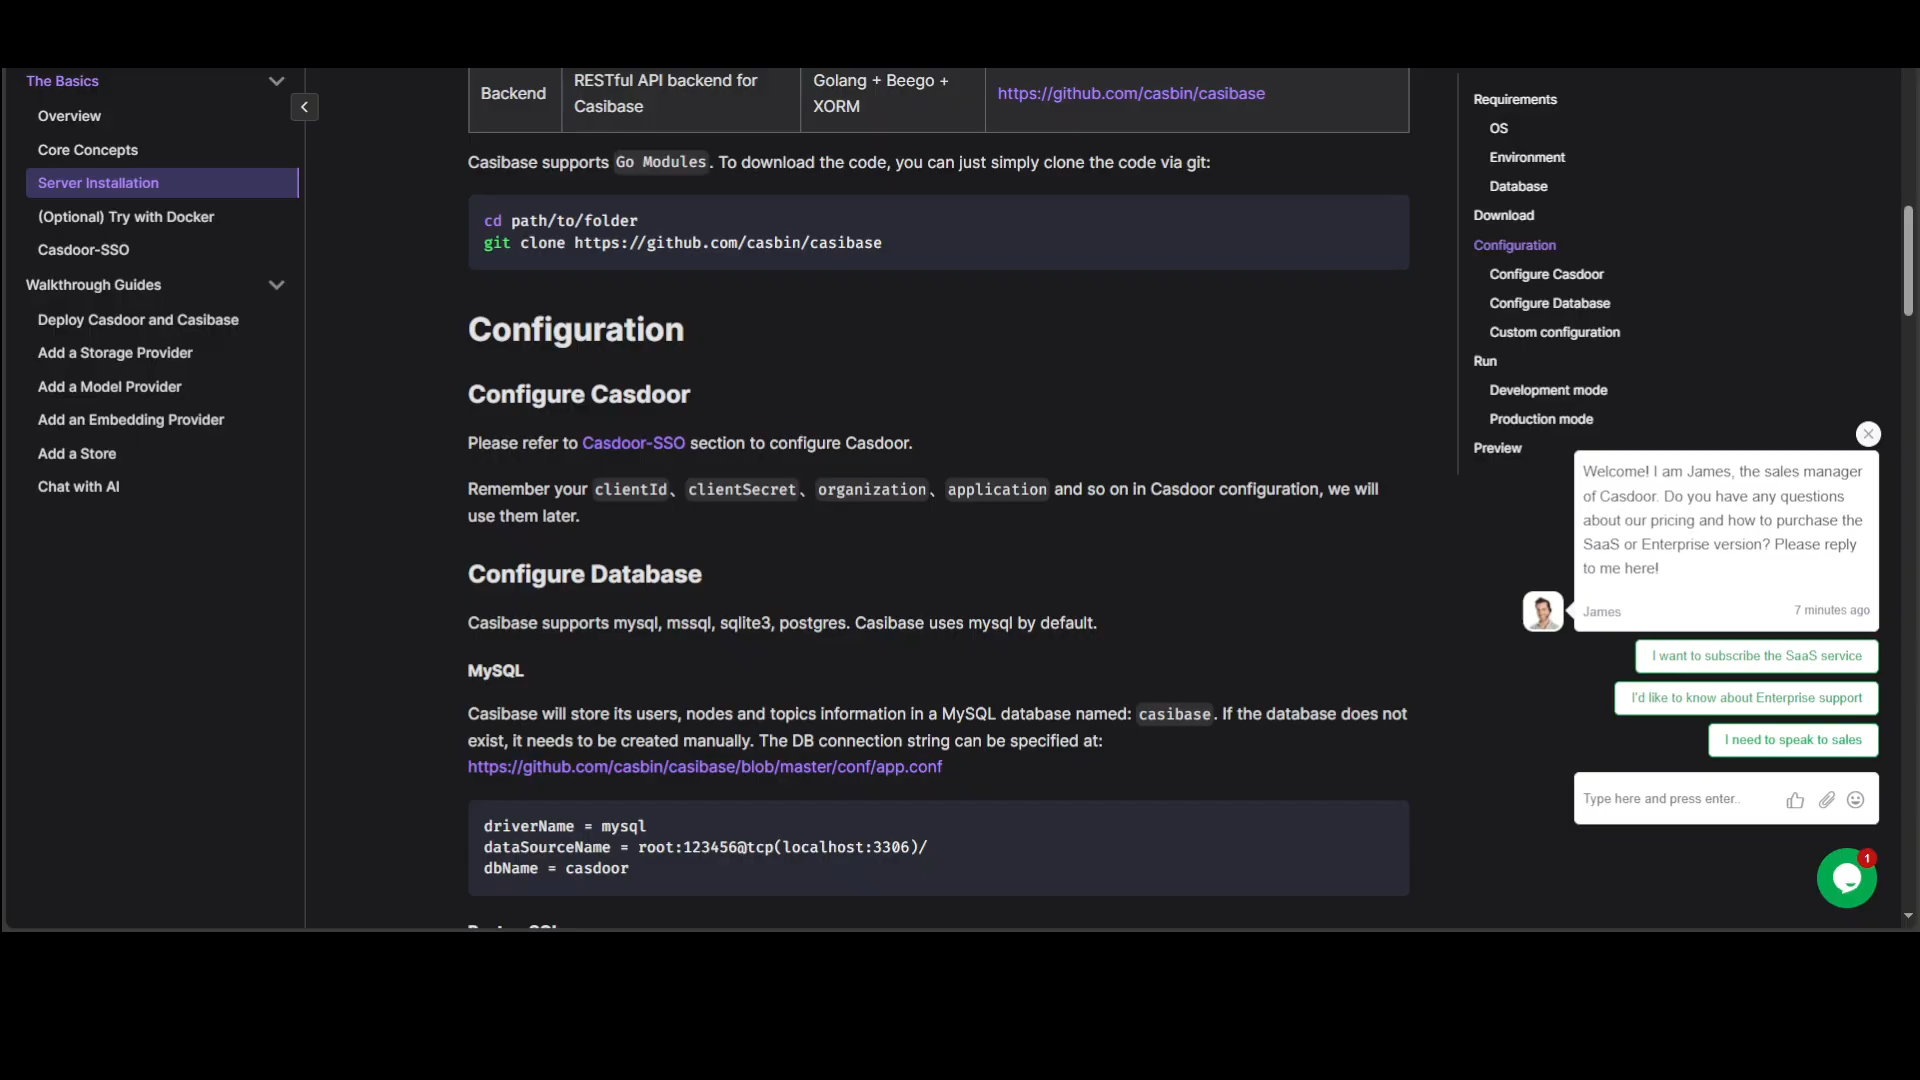 The Basics
Overview
Core Concepts
Server Installation
(Optional) Try with Docker
Casdoor-SSO
Walkthrough Guides
Deploy Casdoor and Casibase
Add a Storage Provider
Add a Model Provider
Add an Embedding Provider
Add a Store
Chat with AI
Backend
RESTful API backend for
Casibase
Golang + Beego +
XORM
https://github.com/casbin/casibase
Casibase supports Go Modules. To download the code, you can just simply clone the code via git:
cd path/to/folder
git clone https://github.com/casbin/casibase
Configuration
Configure Casdoor
Please refer to Casdoor-SSO section to configure Casdoor.
Remember your clientId、clientSecret、organization、application and so on in Casdoor configuration, we will
use them later.
Configure Database
Casibase supports mysql, mssql, sqlite3, postgres. Casibase uses mysql by default.
MySQL
Casibase will store its users, nodes and topics information in a MySQL database named: casibase. If the database does not
exist, it needs to be created manually. The DB connection string can be specified at:
https://github.com/casbin/casibase/blob/master/conf/app.conf
driverName = mysql
dataSourceName = root:123456@tcp(localhost:3306)/
dbName = casdoor
Requirements
OS
Environment
Database
Download
Configuration
Configure Casdoor
Configure Database
Custom configuration
Run
Development mode
Production mode
Preview
Welcome! I am James, the sales manager
of Casdoor. Do you have any questions
about our pricing and how to purchase the
SaaS or Enterprise version? Please reply
to me here!
James
7 minutes ago
I want to subscribe the SaaS service
I'd like to know about Enterprise support
I need to speak to sales
Type here and press enter..
1